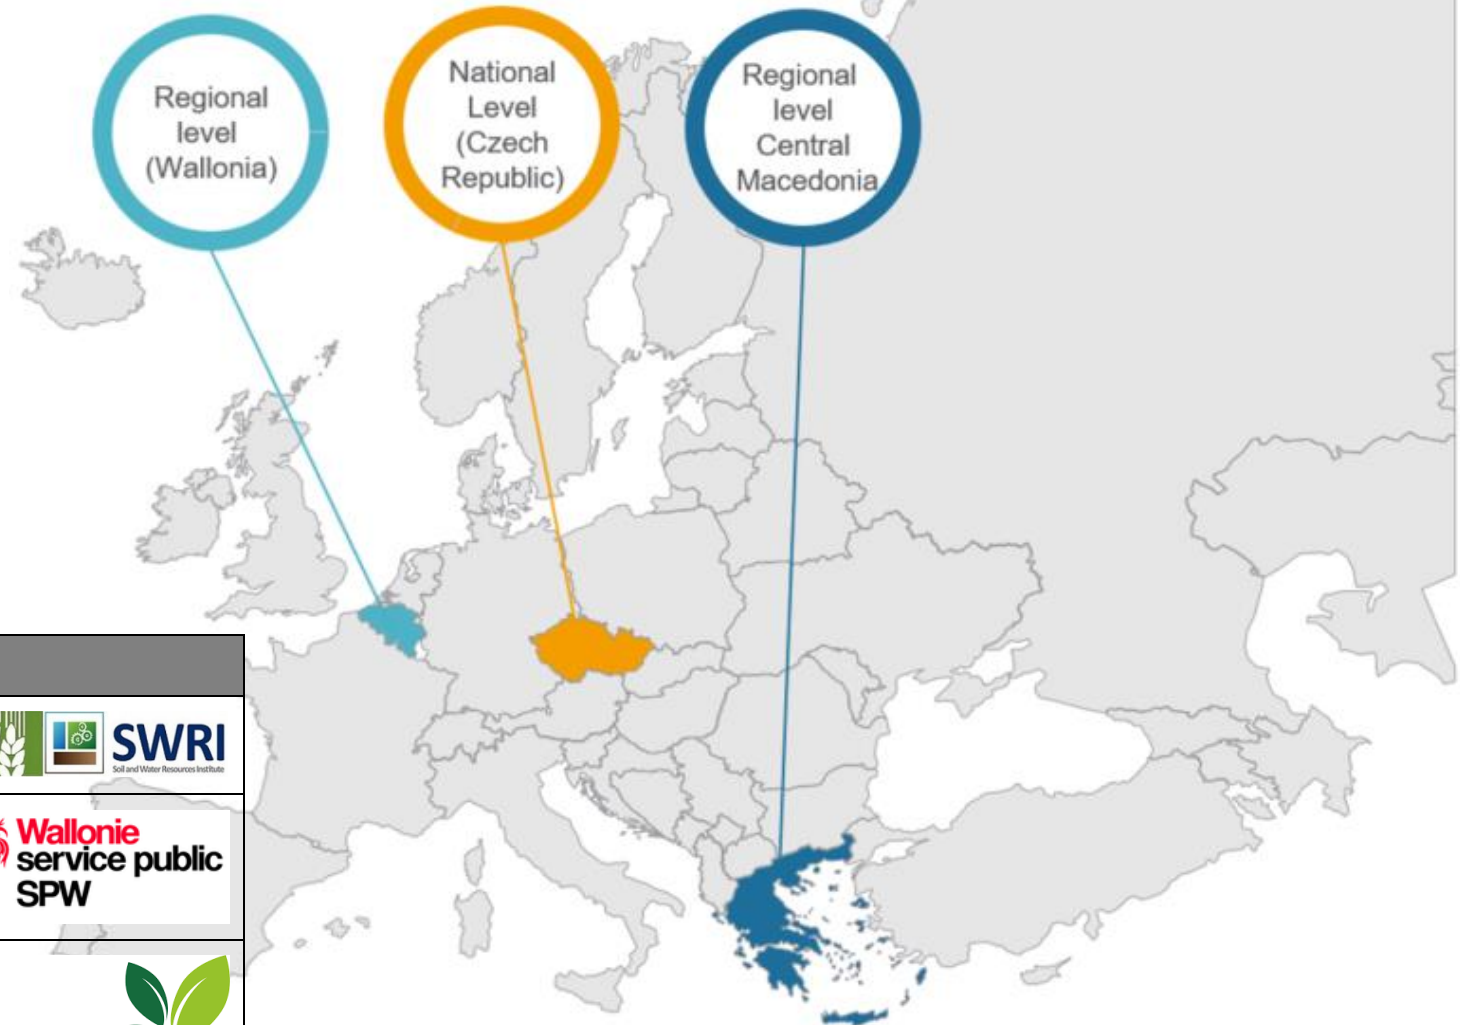 Regional
level
(Wallonia)
National
Level
(Czech
Republic)
Regional
level
Central
Macedonia
SWRI
Soil and Water Resources Institute
Wallonie
service public
SPW